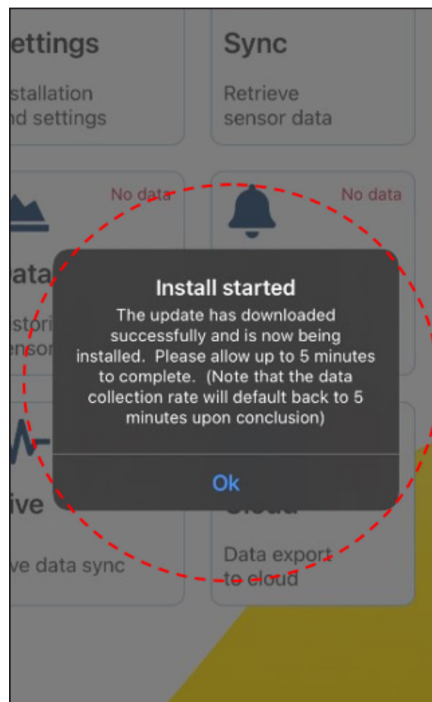 ettings
Sync
stallation
nd settings
Retrieve
sensor data
No data
No data
ata
Install started
The update has downloaded
successfully and is now being
installed.  Please allow up to 5 minutes
to complete.  (Note that the data
collection rate will default back to 5
minutes upon conclusion)
Ok
ive
ve data sync
Data export
to cloud